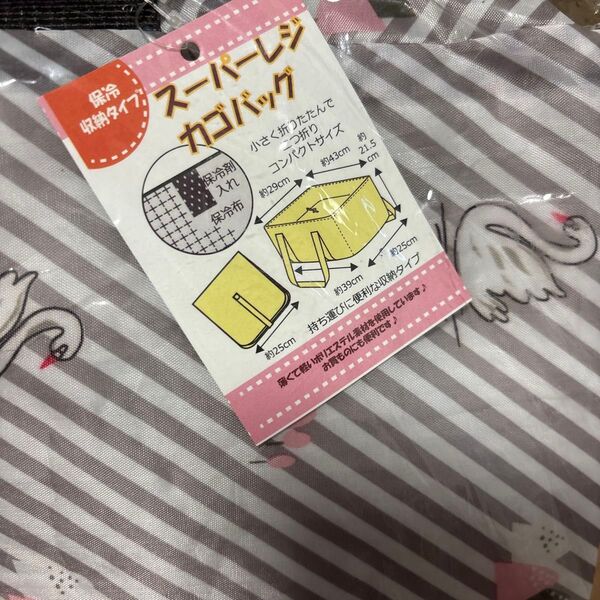 保冷
収納タイプ
スーパーレジ
カゴバッグ
小さく折りたたんで
二つ折り
コンパクトサイズ
保冷剤
入れ
保冷布
約29cm
約43cm
約
21.5
cm
約25cm
約39cm
約25cm
持ち運びに便利な収納タイプ
薄くて軽いポリエステル素材を使用しています♪
お買ものにも便利です♪